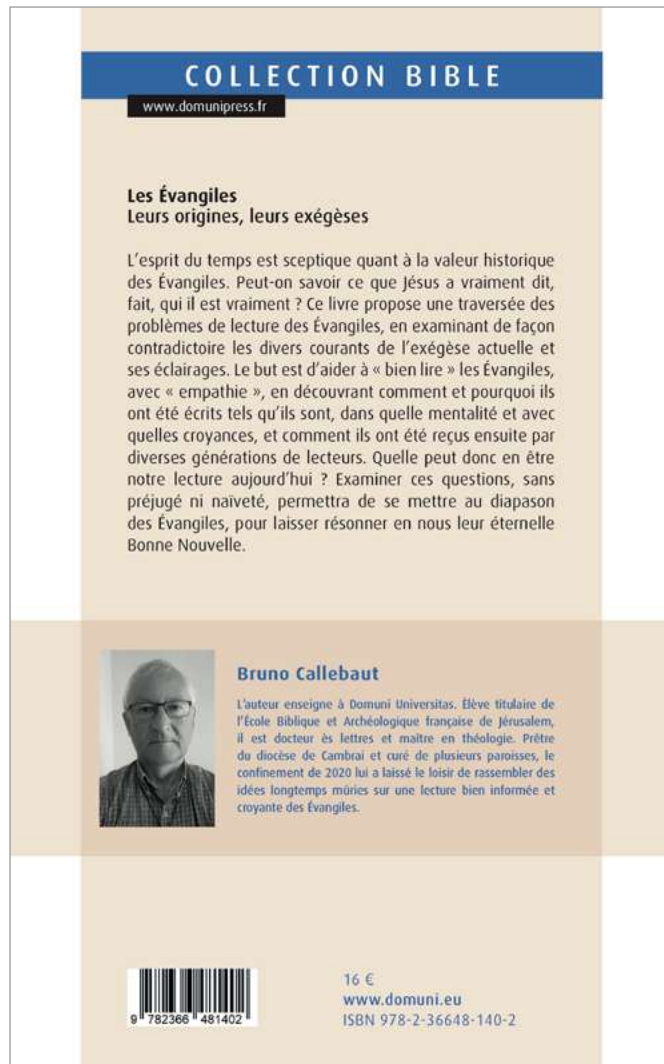 COLLECTION BIBLE
www.domunipress.fr
Les Évangiles
Leurs origines, leurs exégèses
L'esprit du temps est sceptique quant à la valeur historique
des Évangiles. Peut-on savoir ce que Jésus a vraiment dit,
fait, qui il est vraiment ? Ce livre propose une traversée des
problèmes de lecture des Évangiles, en examinant de façon
contradictoire les divers courants de l'exégèse actuelle et
ses éclairages. Le but est d'aider à « bien lire » les Évangiles,
avec « empathie », en découvrant comment et pourquoi ils
ont été écrits tels qu'ils sont, dans quelle mentalité et avec
quelles croyances, et comment ils ont été reçus ensuite par
diverses générations de lecteurs. Quelle peut donc en être
notre lecture aujourd'hui ? Examiner ces questions, sans
préjugé ni naïveté, permettra de se mettre au diapason
des Évangiles, pour laisser résonner en nous leur éternelle
Bonne Nouvelle.
Bruno Callebaut
L'auteur enseigne à Domuni Universitas. Élève titulaire de
l'École Biblique et Archéologique française de Jérusalem,
il est docteur ès lettres et maître en théologie. Prêtre
du diocèse de Cambrai et curé de plusieurs paroisses, le
confinement de 2020 lui a laissé le loisir de rassembler des
idées longtemps mûries sur une lecture bien informée et
croyante des Évangiles.
9 782366 481402
16 €
www.domuni.eu
ISBN 978-2-36648-140-2